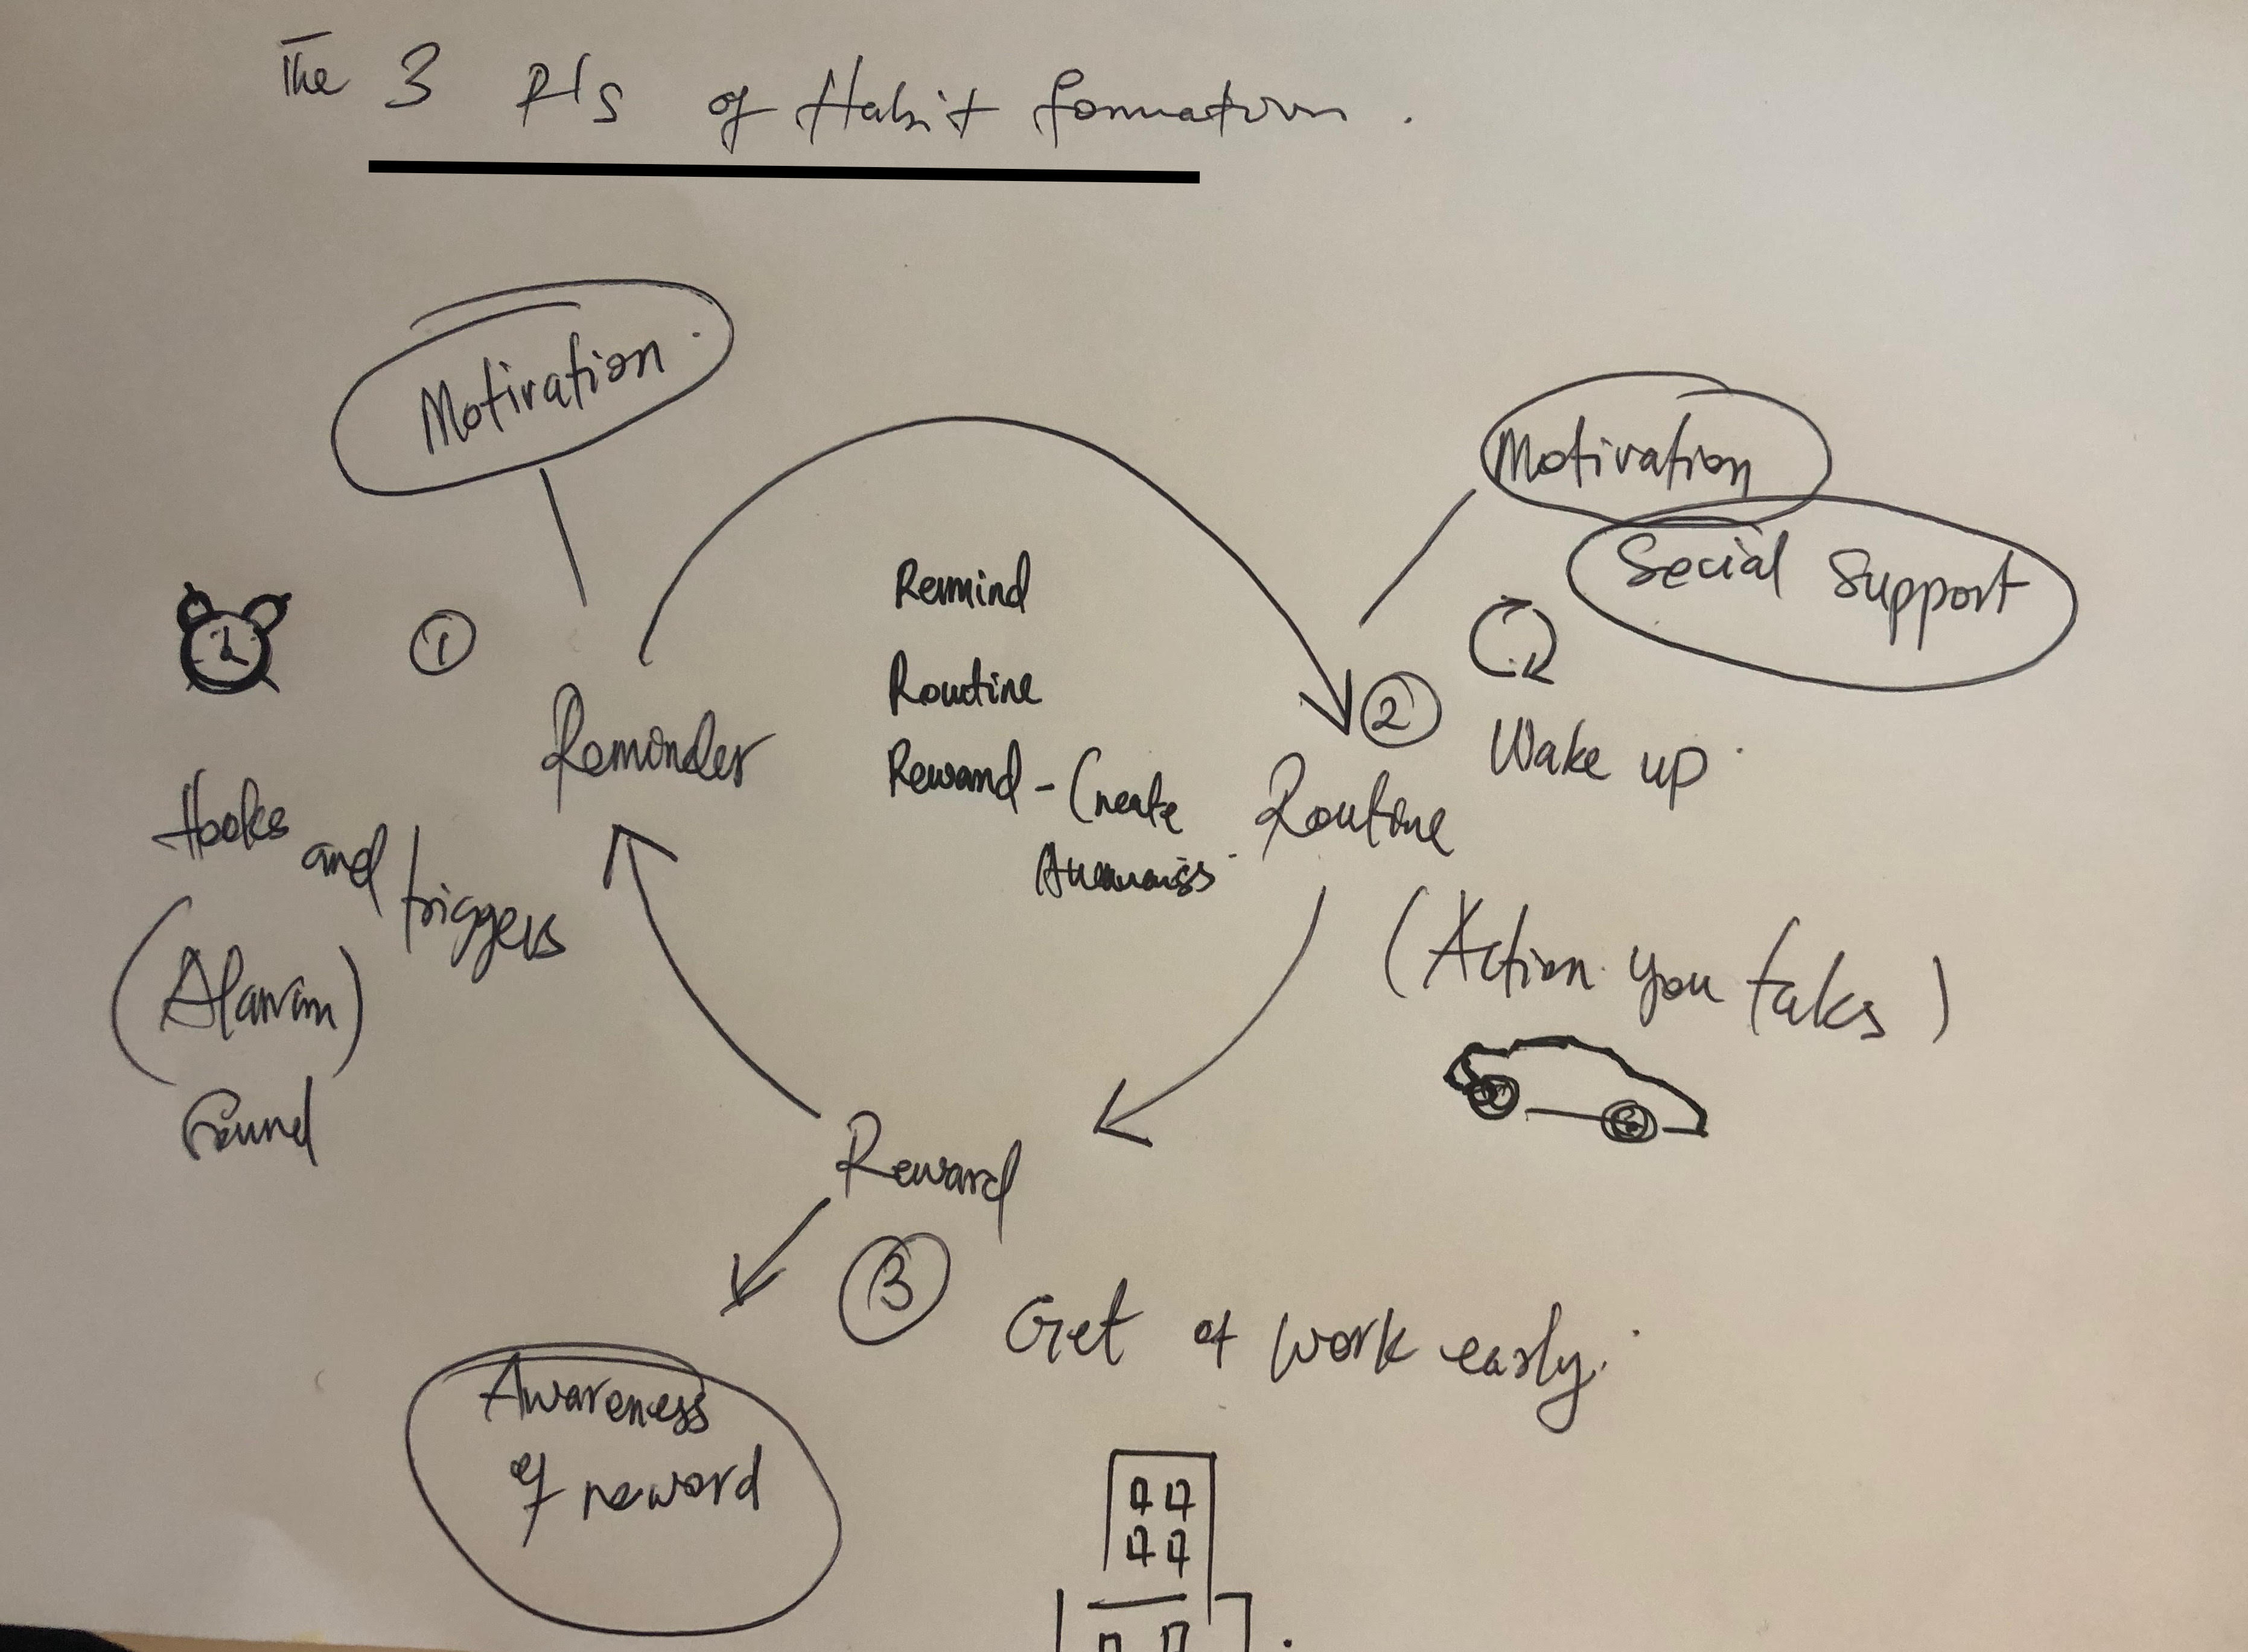 The 3 R's of Habit formation.
Motivation.
Motivation
Social Support
1
Remind
Routine
Reward - Create
Reminder
2
Wake up.
Routine
Hooks and triggers
(Alarm)
Sound
(Action you take)
Reward
3
Get at work early.
Awareness
of reward